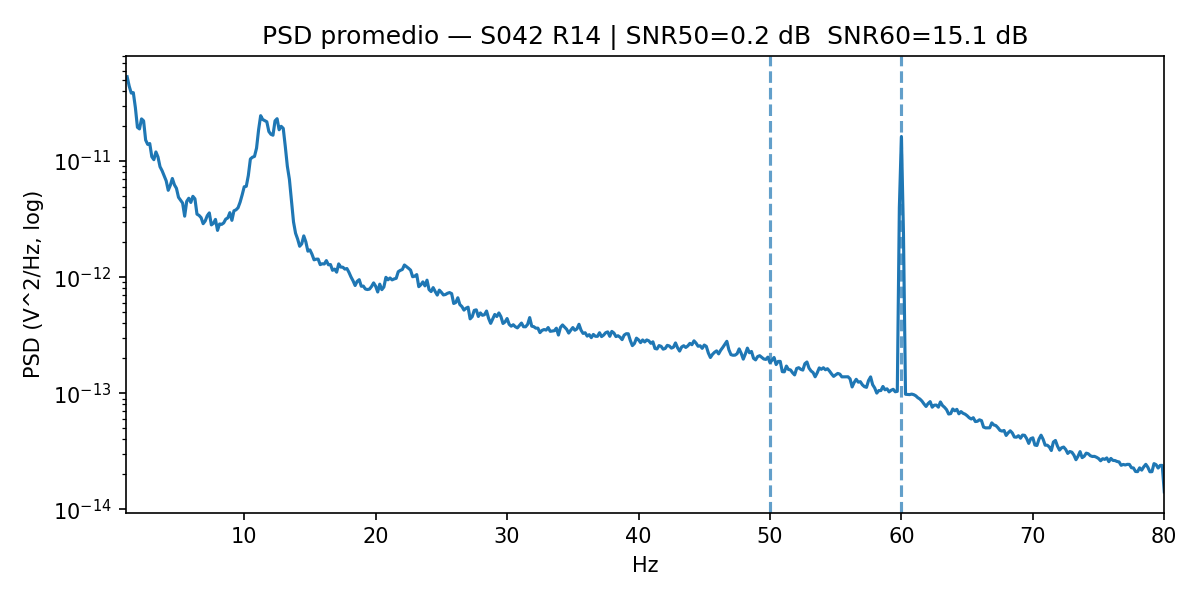 PSD promedio — S042 R14 | SNR50=0.2 dB  SNR60=15.1 dB
PSD (V^2/Hz, log)
10⁻¹¹
10⁻¹²
10⁻¹³
10⁻¹⁴
10 20 30 40 50 60 70 80
Hz